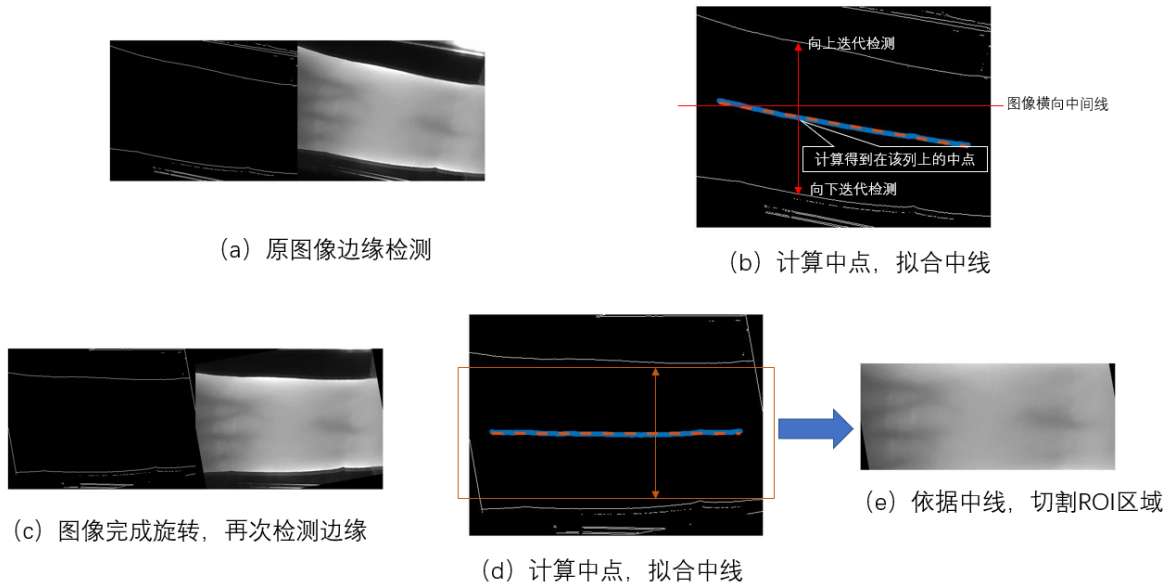 向上迭代检测
图像横向中间线
计算得到在该列上的中点
向下迭代检测
（a）原图像边缘检测
（b）计算中点，拟合中线
（c）图像完成旋转，再次检测边缘
（d）计算中点，拟合中线
（e）依据中线，切割ROI区域